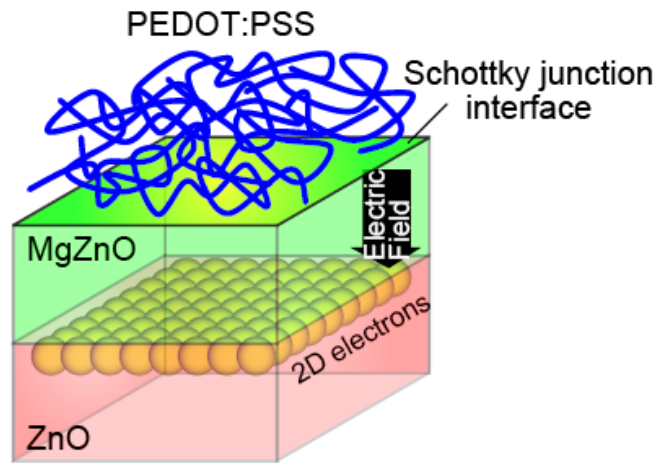 PEDOT:PSS
Schottky junction
interface
Electric
Field
MgZnO
2D electrons
ZnO